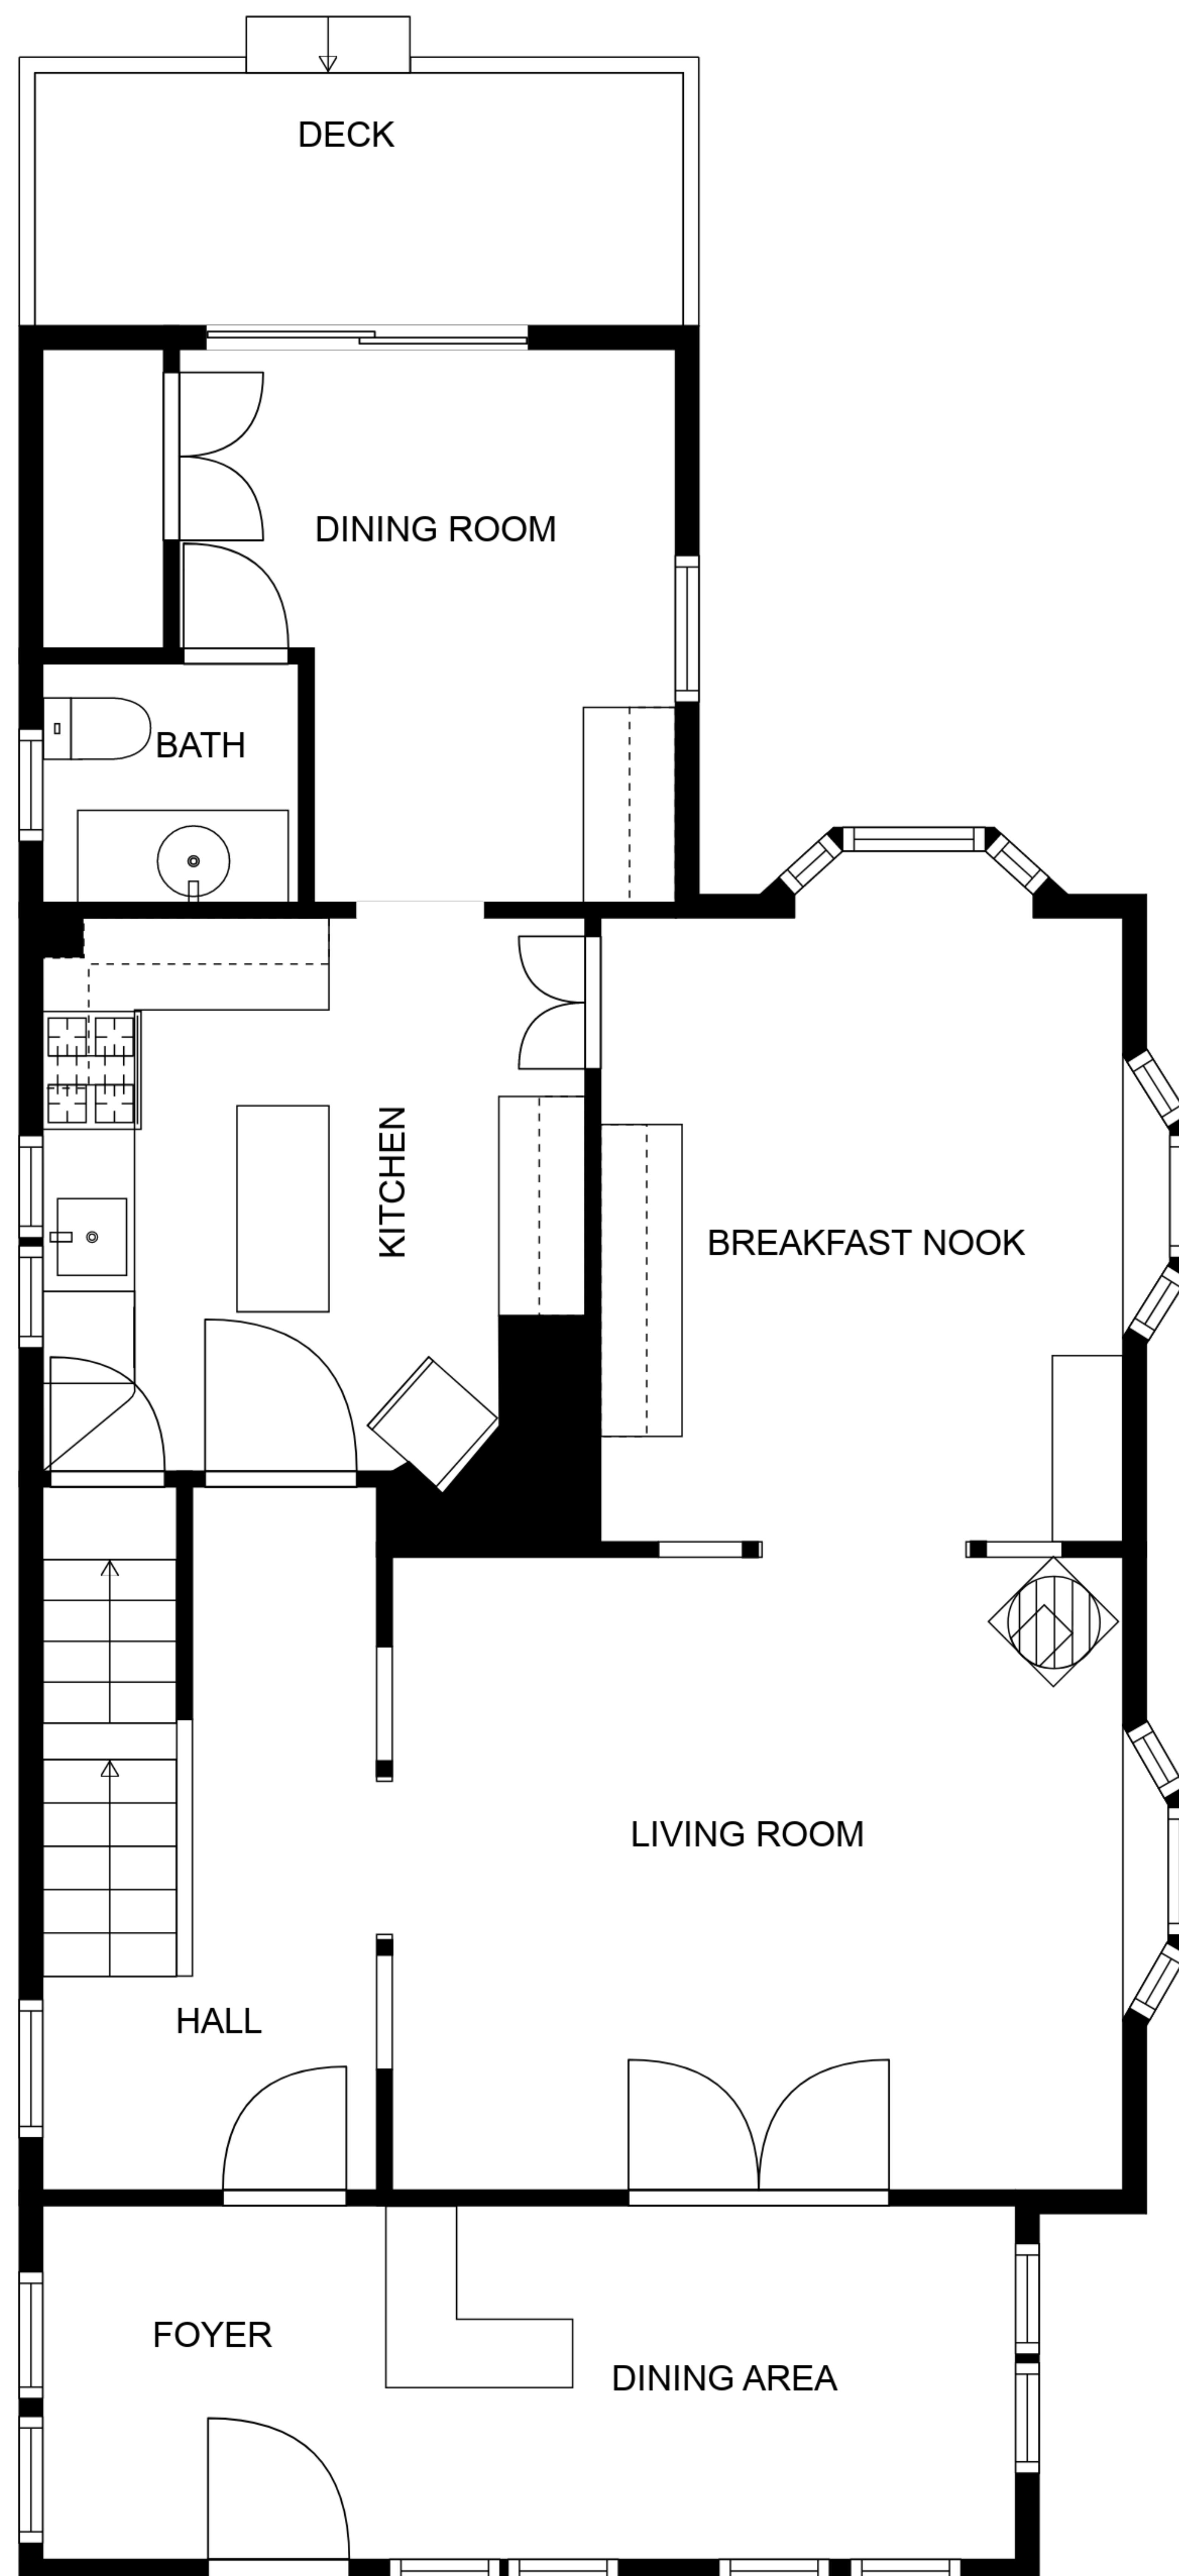 DECK
DINING ROOM
BATH
KITCHEN
BREAKFAST NOOK
LIVING ROOM
HALL
FOYER
DINING AREA